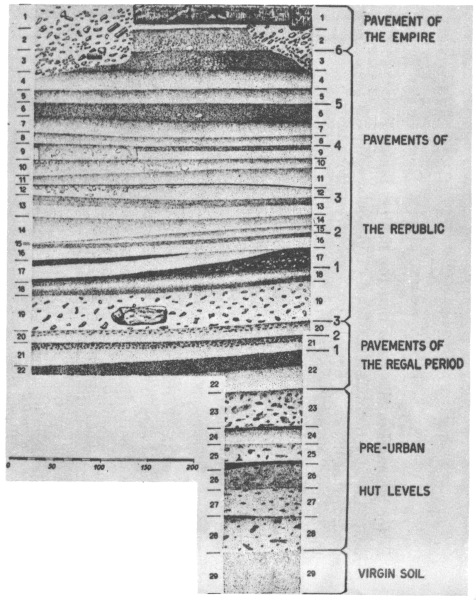 1 1 PAVEMENT OF
2 2 THE EMPIRE
6
3 3
4 4
5 5
5
6 6
7 7 PAVEMENTS OF
8 8
4
9 9
10 10
11 11
12 12
3
13 13
14 14
15 15 2 THE REPUBLIC
16 16
17 17
1
18 18
19 19
3
20 20
2
21 21 PAVEMENTS OF
1
22 22 THE REGAL PERIOD
22
23 23
24 24
25 25 PRE-URBAN
0 50 100 150 200
26 26
27 27 HUT LEVELS
28 28
29 29 VIRGIN SOIL